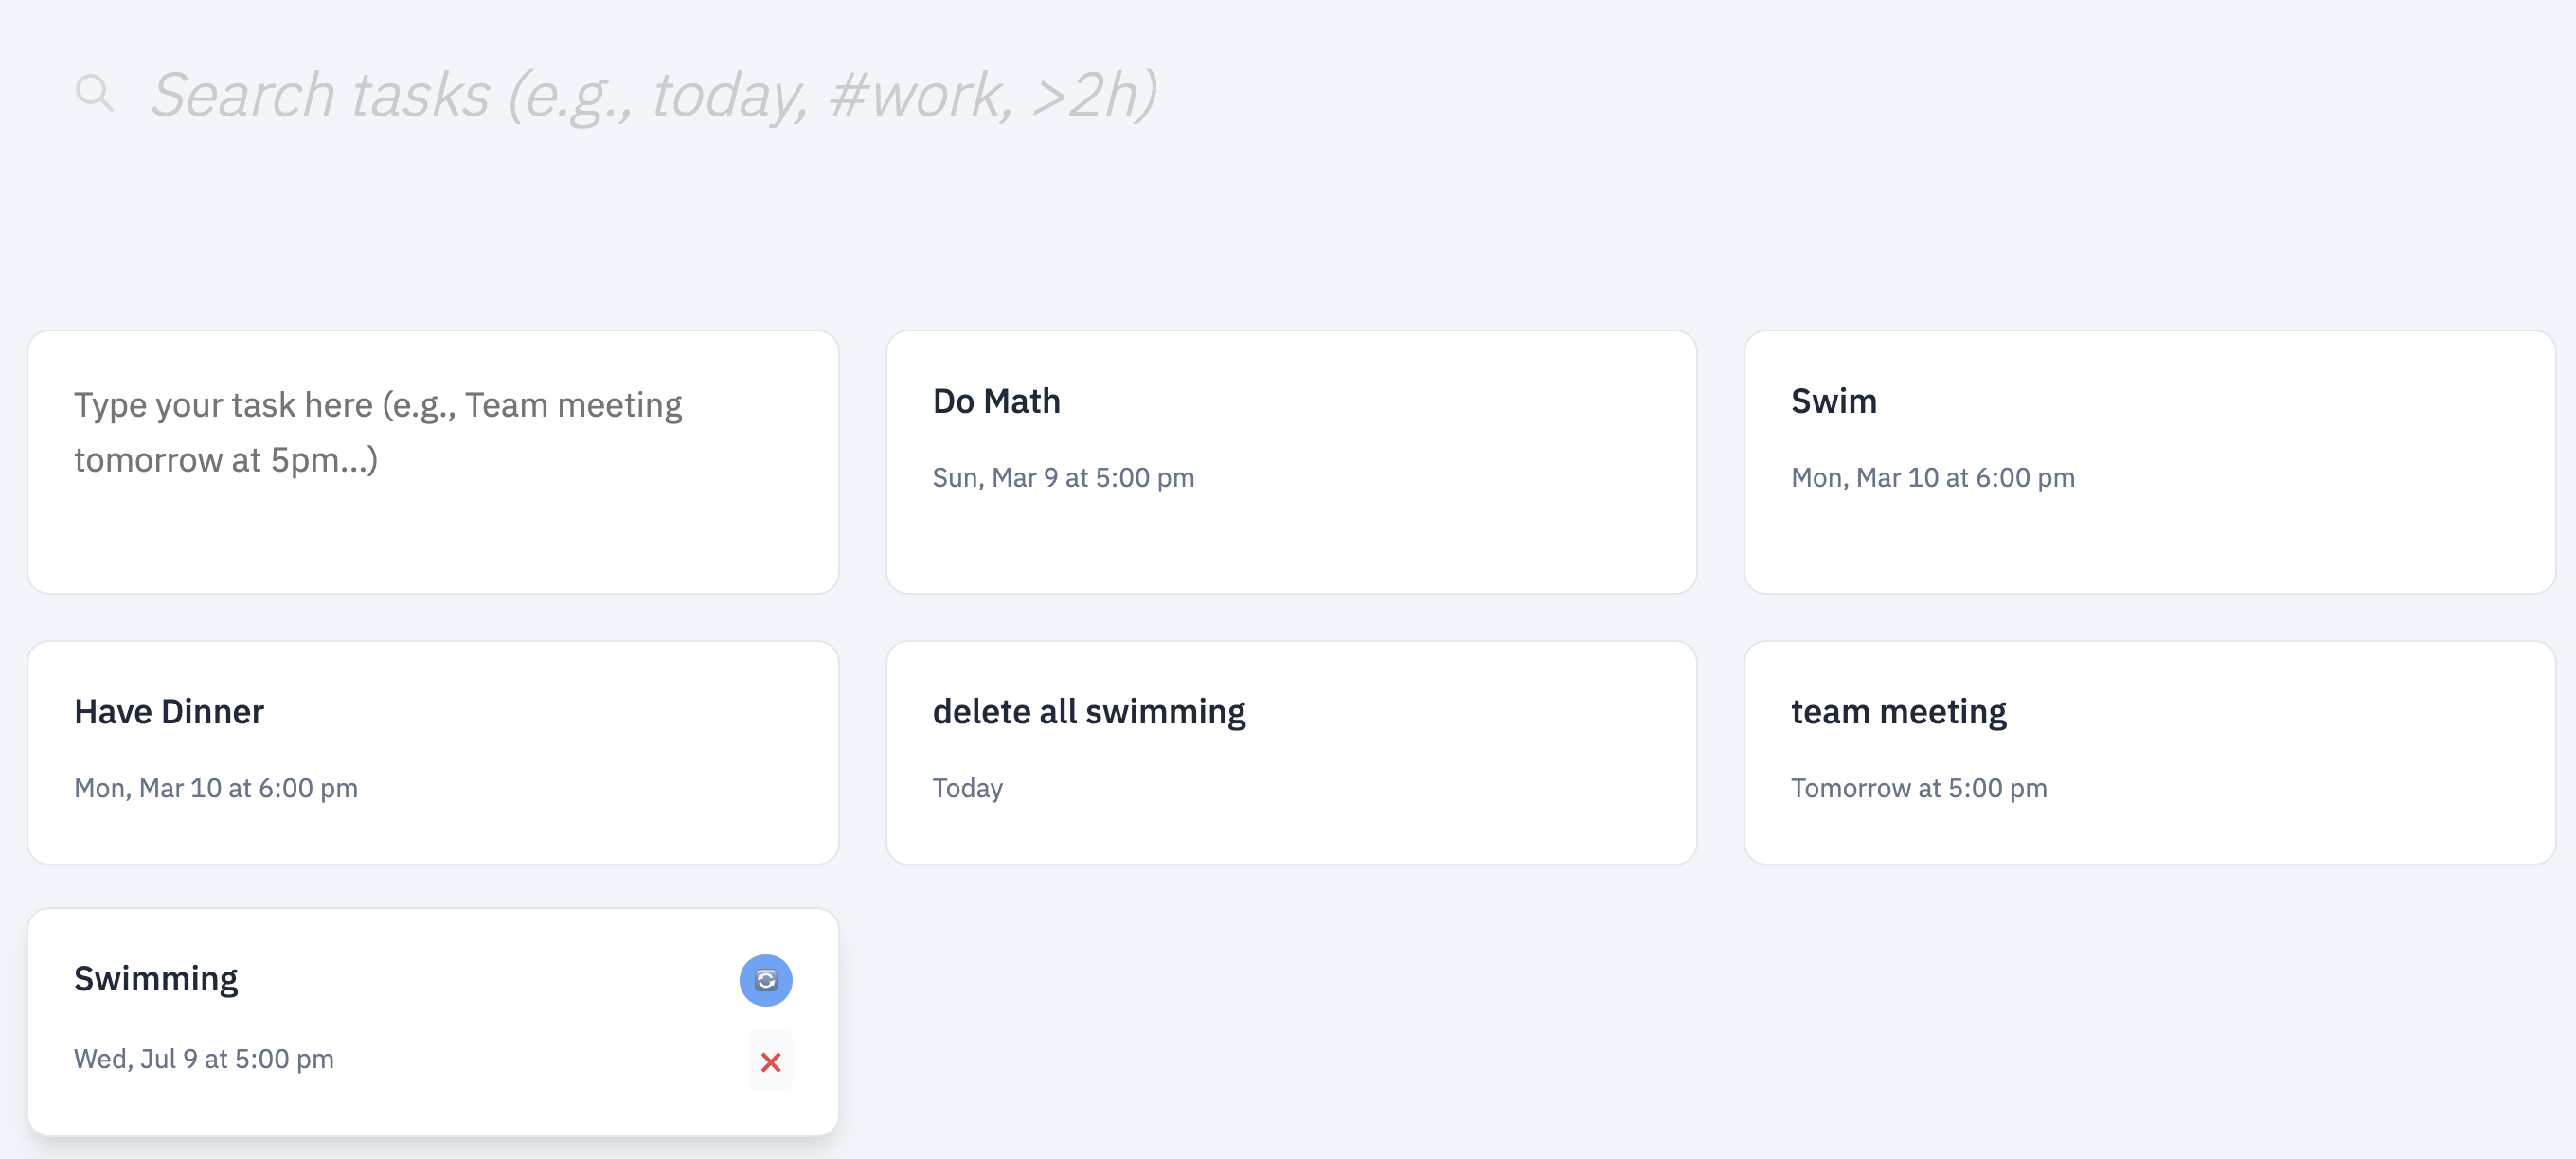 Search tasks (e.g., today, #work, >2h)
Type your task here (e.g., Team meeting
tomorrow at 5pm...)
Do Math
Sun, Mar 9 at 5:00 pm
Swim
Mon, Mar 10 at 6:00 pm
Have Dinner
Mon, Mar 10 at 6:00 pm
delete all swimming
Today
team meeting
Tomorrow at 5:00 pm
Swimming
Wed, Jul 9 at 5:00 pm